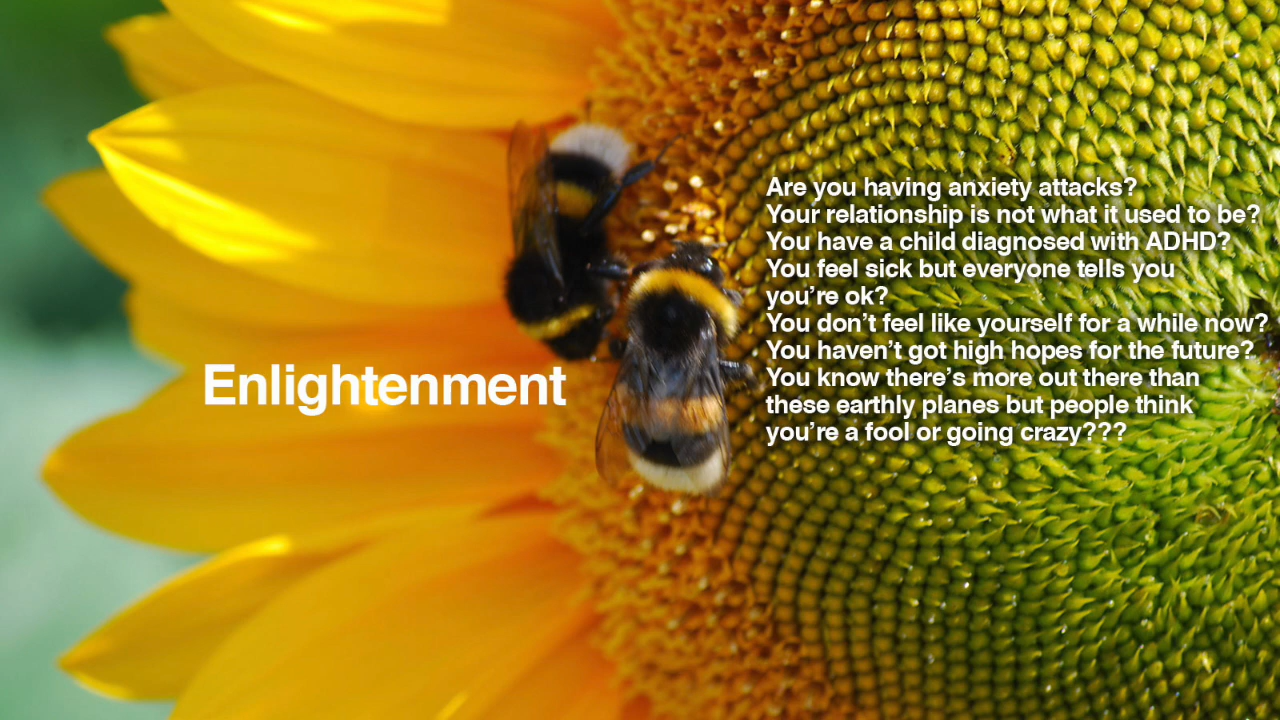 Enlightenment
Are you having anxiety attacks?
Your relationship is not what it used to be?
You have a child diagnosed with ADHD?
You feel sick but everyone tells you
you’re ok?
You don’t feel like yourself for a while now?
You haven’t got high hopes for the future?
You know there’s more out there than
these earthly planes but people think
you’re a fool or going crazy???